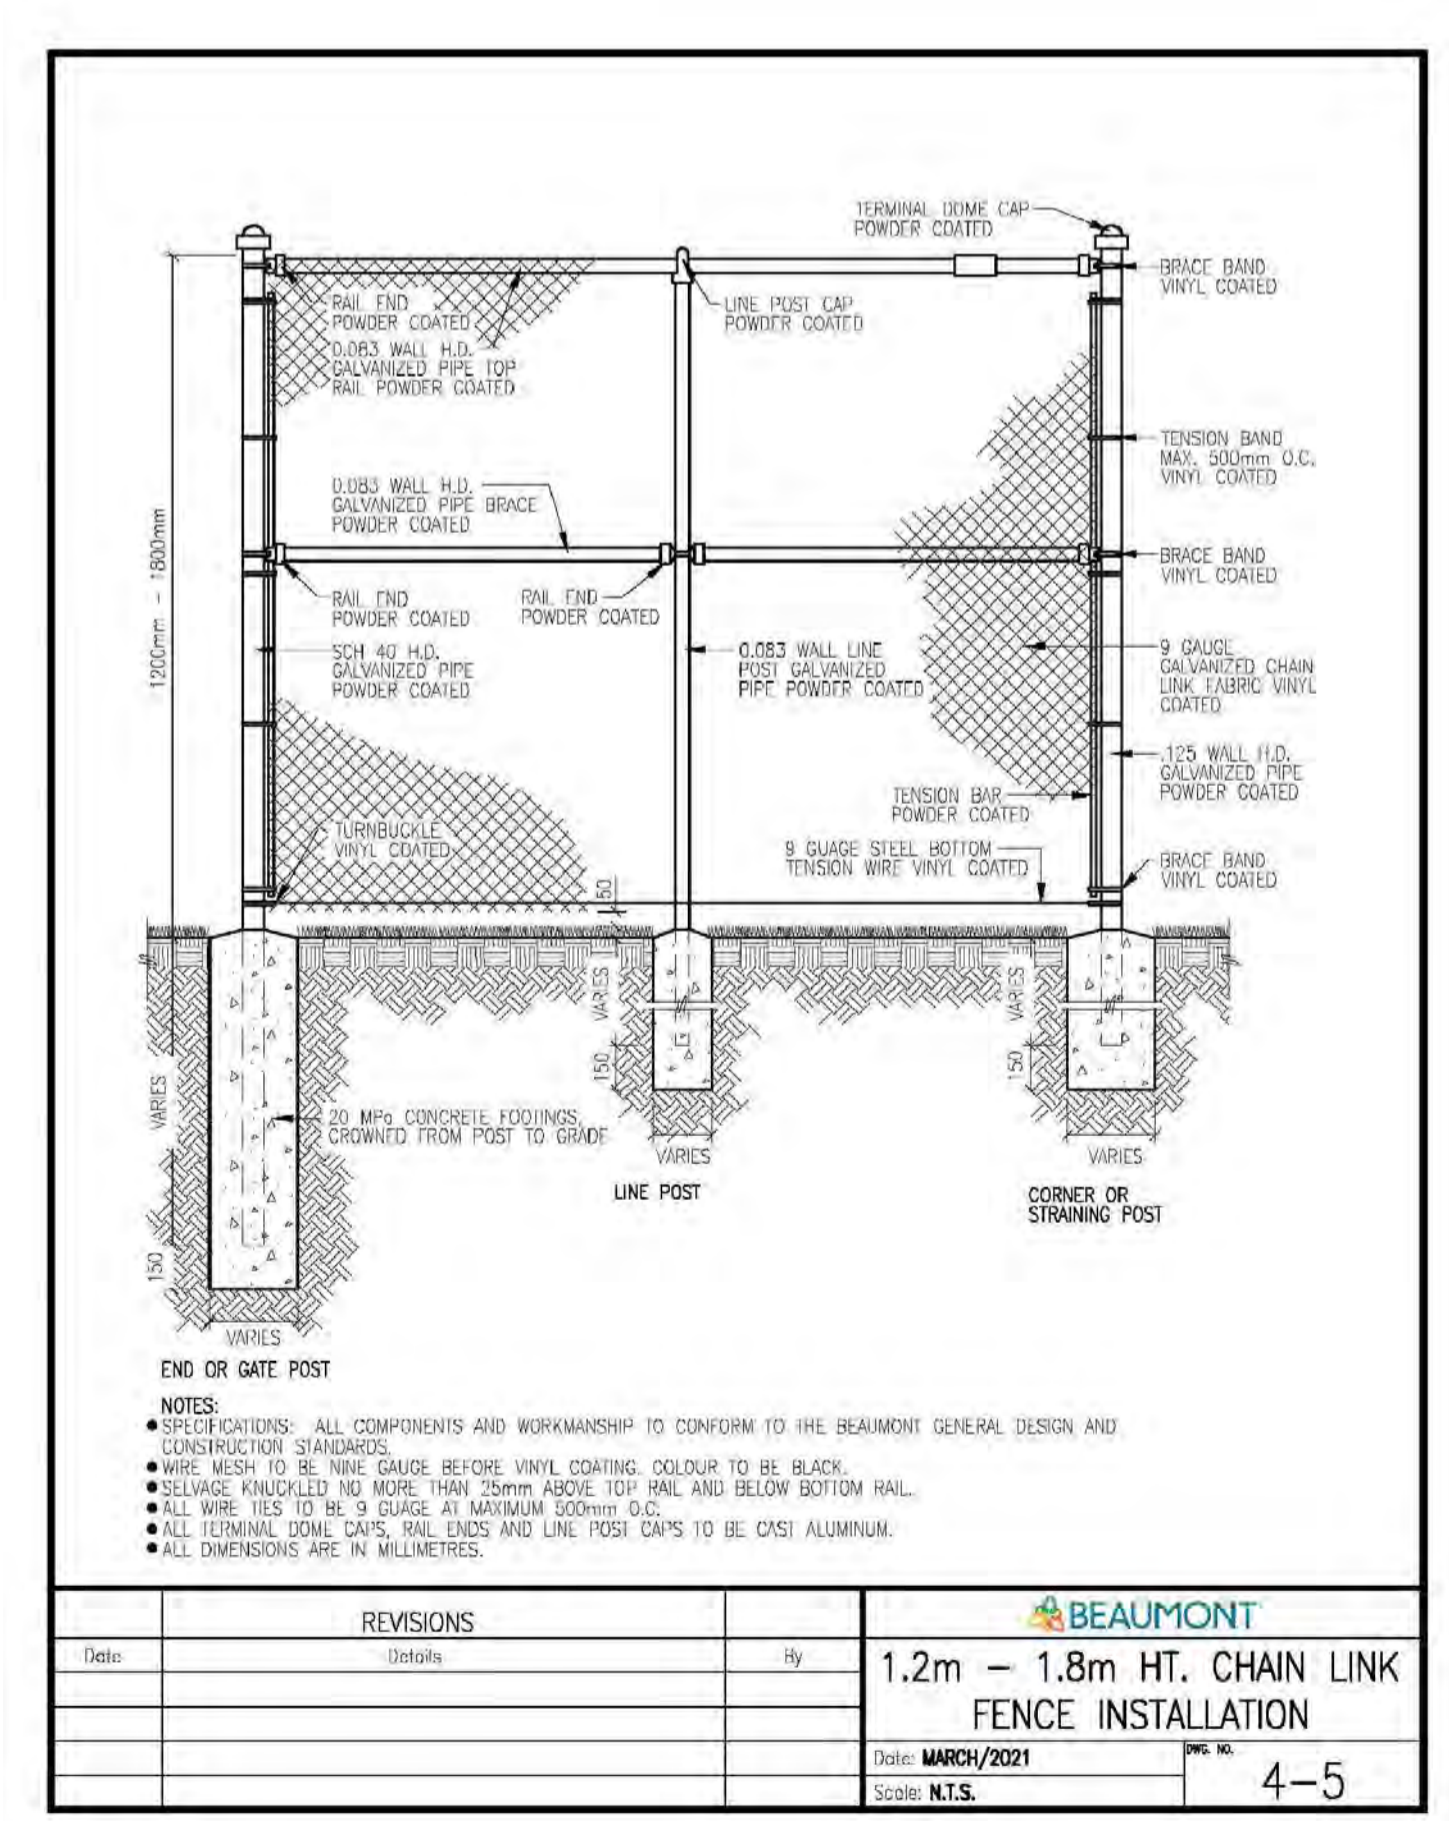 TERMINAL DOME CAP
POWDER COATED
BRACE BAND
VINYL COATED
RAIL END
POWDER COATED
LINE POST CAP
POWDER COATED
0.083 WALL H.D.
GALVANIZED PIPE TOP
RAIL POWDER COATED
TENSION BAND
MAX. 500mm O.C.
VINYL COATED
0.083 WALL H.D.
GALVANIZED PIPE BRACE
POWDER COATED
1200mm - 1800mm
BRACE BAND
VINYL COATED
RAIL END
POWDER COATED
RAIL END
POWDER COATED
SCH 40 H.D.
GALVANIZED PIPE
POWDER COATED
0.083 WALL LINE
POST GALVANIZED
PIPE POWDER COATED
9 GAUGE
GALVANIZED CHAIN
LINK FABRIC VINYL
COATED
.125 WALL H.D.
GALVANIZED PIPE
POWDER COATED
TENSION BAR
POWDER COATED
TURNBUCKLE
VINYL COATED
9 GUAGE STEEL BOTTOM
TENSION WIRE VINYL COATED
BRACE BAND
VINYL COATED
50
VARIES
VARIES
150
150
VARIES
20 MPa CONCRETE FOOTINGS
CROWNED FROM POST TO GRADE
VARIES
VARIES
LINE POST
CORNER OR
STRAINING POST
150
VARIES
END OR GATE POST
NOTES:
● SPECIFICATIONS: ALL COMPONENTS AND WORKMANSHIP TO CONFORM TO THE BEAUMONT GENERAL DESIGN AND
CONSTRUCTION STANDARDS.
● WIRE MESH TO BE NINE GAUGE BEFORE VINYL COATING. COLOUR TO BE BLACK.
● SELVAGE KNUCKLED NO MORE THAN 25mm ABOVE TOP RAIL AND BELOW BOTTOM RAIL.
● ALL WIRE TIES TO BE 9 GUAGE AT MAXIMUM 500mm O.C.
● ALL TERMINAL DOME CAPS, RAIL ENDS AND LINE POST CAPS TO BE CAST ALUMINUM.
● ALL DIMENSIONS ARE IN MILLIMETRES.
REVISIONS
Date Details By
BEAUMONT
1.2m - 1.8m HT. CHAIN LINK
FENCE INSTALLATION
Date: MARCH/2021
DWG. NO.
4-5
Scale: N.T.S.